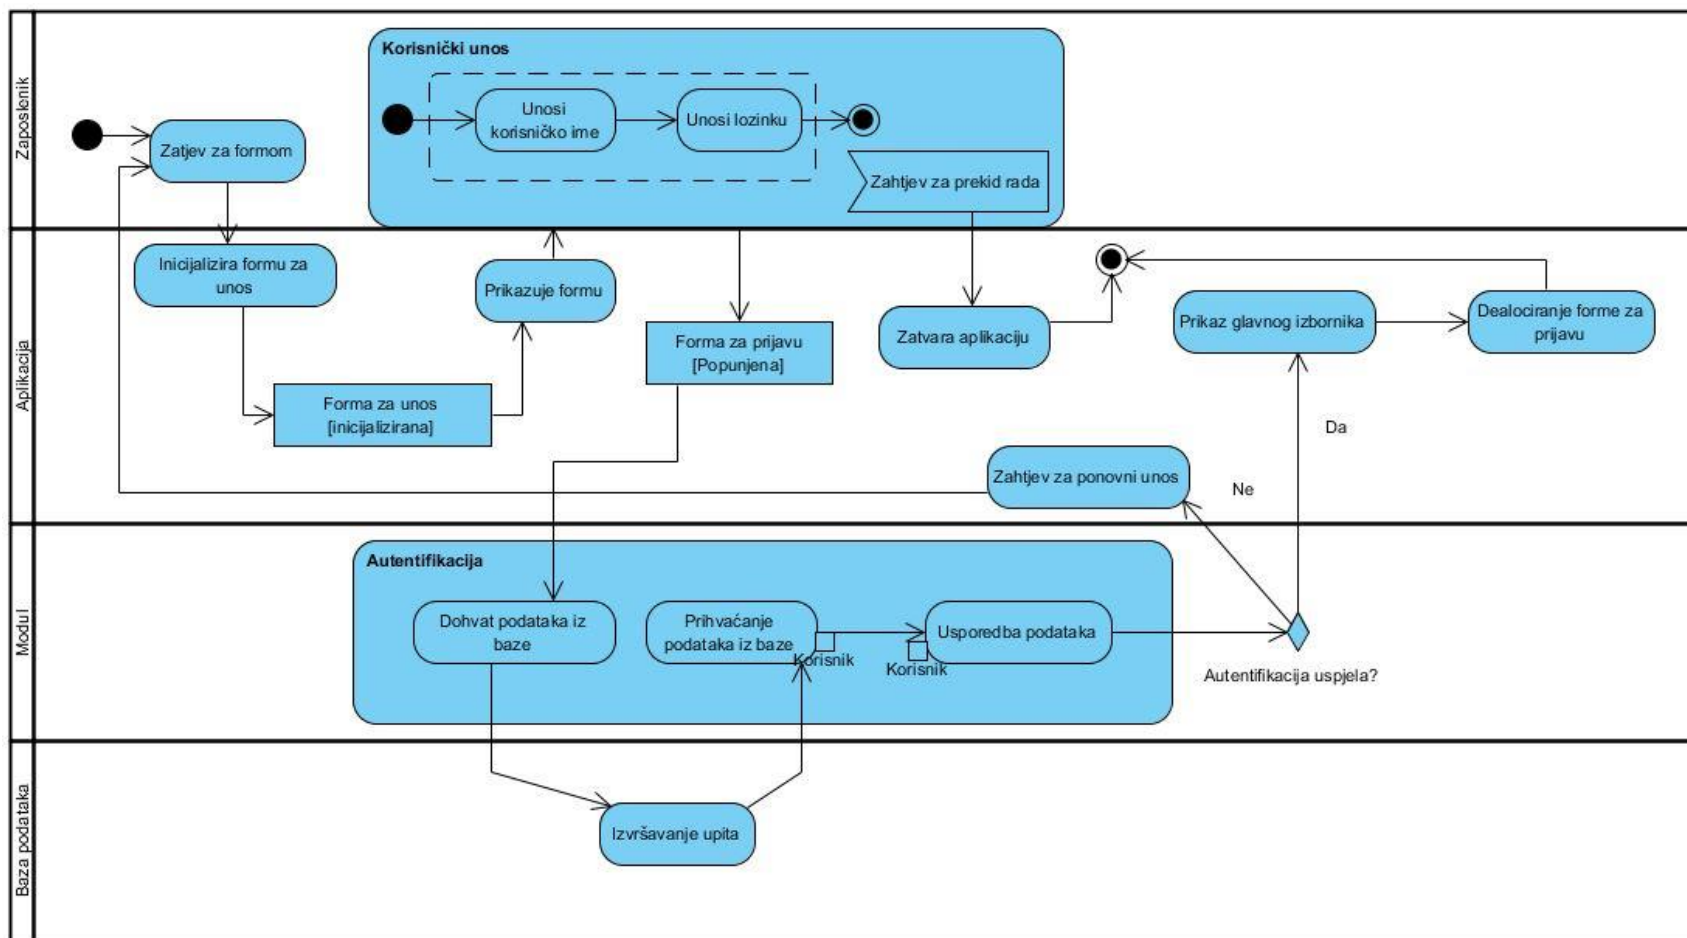 Zaposlenik
Korisnički unos
Unosi
korisničko ime
Unosi lozinku
Zatjev za formom
Zahtjev za prekid rada
Aplikacija
Inicijalizira formu za
unos
Prikazuje formu
Forma za prijavu
[Popunjena]
Zatvara aplikaciju
Prikaz glavnog izbornika
Dealociranje forme za
prijavu
Forma za unos
[inicijalizirana]
Da
Zahtjev za ponovni unos
Ne
Modul
Autentifikacija
Dohvat podataka iz
baze
Prihvaćanje
podataka iz baze
Korisnik
Korisnik
Usporedba podataka
Autentifikacija uspjela?
Baza podataka
Izvršavanje upita